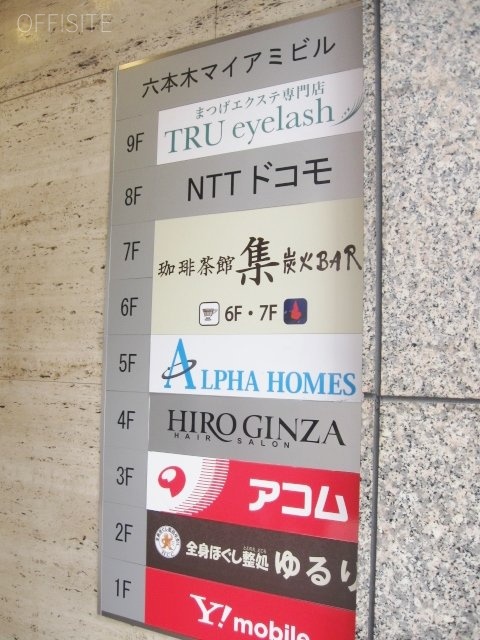 OFFISITE
六本木マイアミビル
まつげエクステ専門店
9F TRU eyelash
8F NTTドコモ
7F 珈琲茶館 集 炭火BAR
6F 6F・7F
5F ALPHA HOMES
4F HIRO GINZA
HAIR SALON
3F アコム
2F 全身ほぐし整処 ゆるり
1F Y!mobile